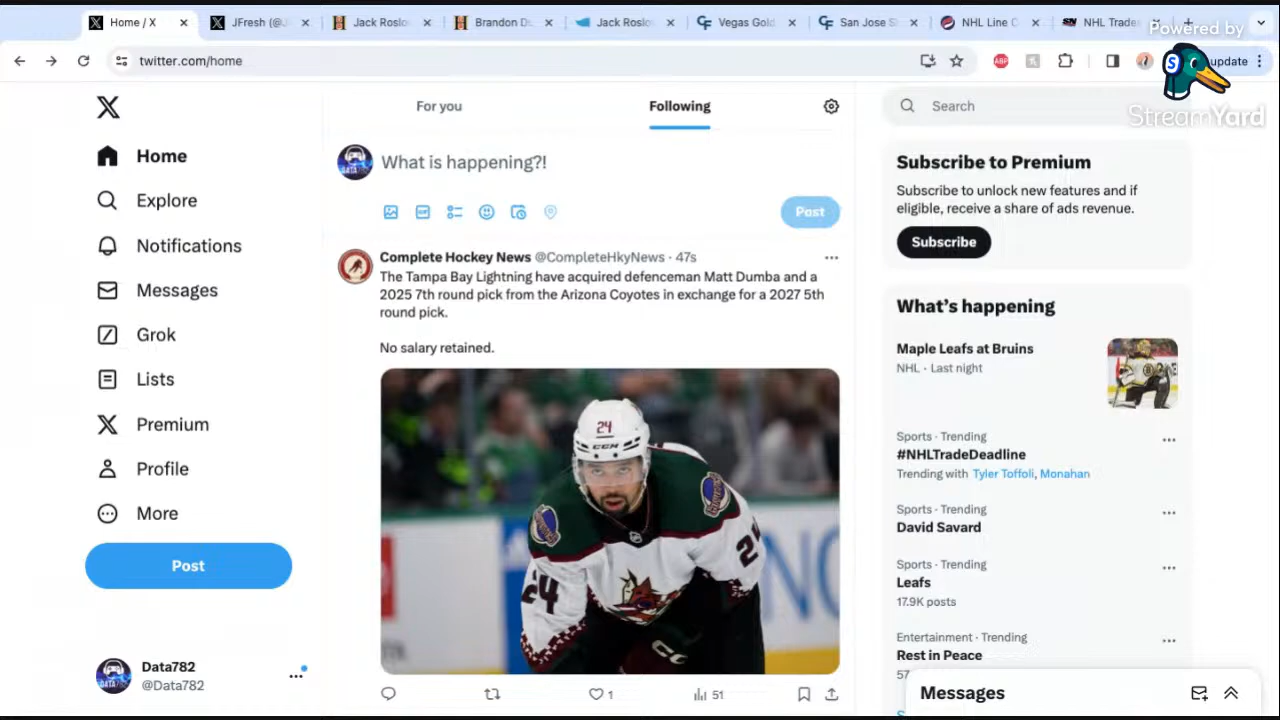 Home / X
JFresh (@J
Jack Roslo
Brandon D
Jack Roslo
Vegas Gold
San Jose S
NHL Line C
NHL Trade
Powered by
twitter.com/home
update
StreamYard
For you
Following
Search
Home
Explore
Notifications
Messages
Grok
Lists
Premium
Profile
More
Post
Data782
@Data782
What is happening?!
Post
Complete Hockey News @CompleteHkyNews · 47s
The Tampa Bay Lightning have acquired defenceman Matt Dumba and a
2025 7th round pick from the Arizona Coyotes in exchange for a 2027 5th
round pick.
No salary retained.
24
CCM
24
1
51
Subscribe to Premium
Subscribe to unlock new features and if
eligible, receive a share of ads revenue.
Subscribe
What's happening
Maple Leafs at Bruins
NHL · Last night
Sports · Trending
#NHLTradeDeadline
Trending with Tyler Toffoli, Monahan
Sports · Trending
David Savard
Sports · Trending
Leafs
17.9K posts
Entertainment · Trending
Rest in Peace
Messages